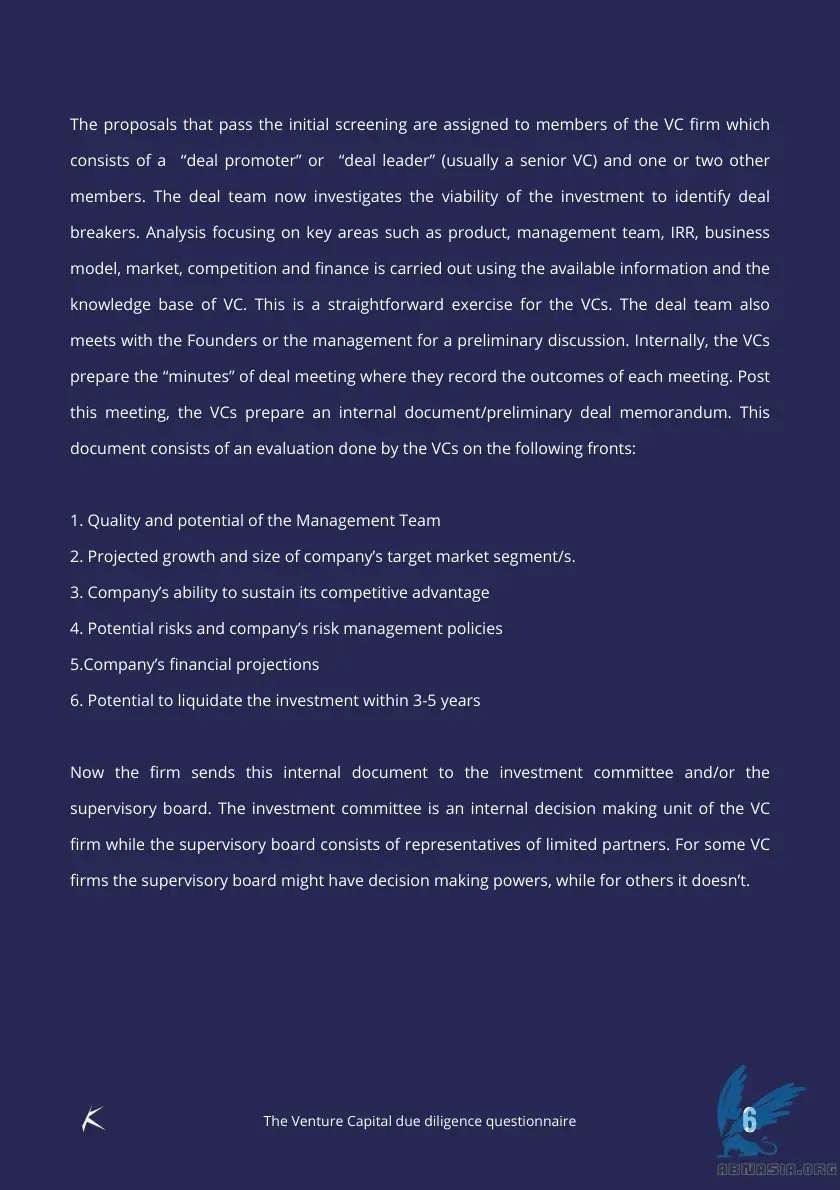 The proposals that pass the initial screening are assigned to members of the VC firm which
consists of a “deal promoter” or “deal leader” (usually a senior VC) and one or two other
members. The deal team now investigates the viability of the investment to identify deal
breakers. Analysis focusing on key areas such as product, management team, IRR, business
model, market, competition and finance is carried out using the available information and the
knowledge base of VC. This is a straightforward exercise for the VCs. The deal team also
meets with the Founders or the management for a preliminary discussion. Internally, the VCs
prepare the “minutes” of deal meeting where they record the outcomes of each meeting. Post
this meeting, the VCs prepare an internal document/preliminary deal memorandum. This
document consists of an evaluation done by the VCs on the following fronts:
1. Quality and potential of the Management Team
2. Projected growth and size of company’s target market segment/s.
3. Company’s ability to sustain its competitive advantage
4. Potential risks and company’s risk management policies
5.Company’s financial projections
6. Potential to liquidate the investment within 3-5 years
Now the firm sends this internal document to the investment committee and/or the
supervisory board. The investment committee is an internal decision making unit of the VC
firm while the supervisory board consists of representatives of limited partners. For some VC
firms the supervisory board might have decision making powers, while for others it doesn’t.
The Venture Capital due diligence questionnaire
6
ABNASIA.ORG